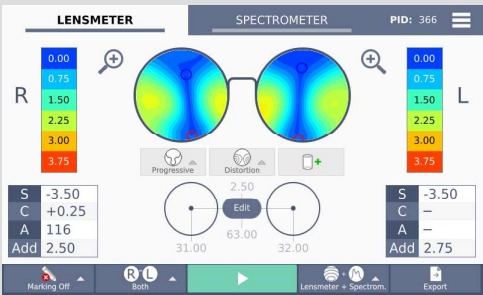 LENSMETER SPECTROMETER PID: 366
R L
0.00 0.00
0.75 0.75
1.50 1.50
2.25 2.25
3.00 3.00
3.75 3.75
Progressive Distortion
S -3.50
C +0.25
A 116
Add 2.50
2.50
Edit
63.00
31.00 32.00
S -3.50
C –
A –
Add 2.75
Marking Off
R L
Both
M
Lensmeter + Spectrom.
Export